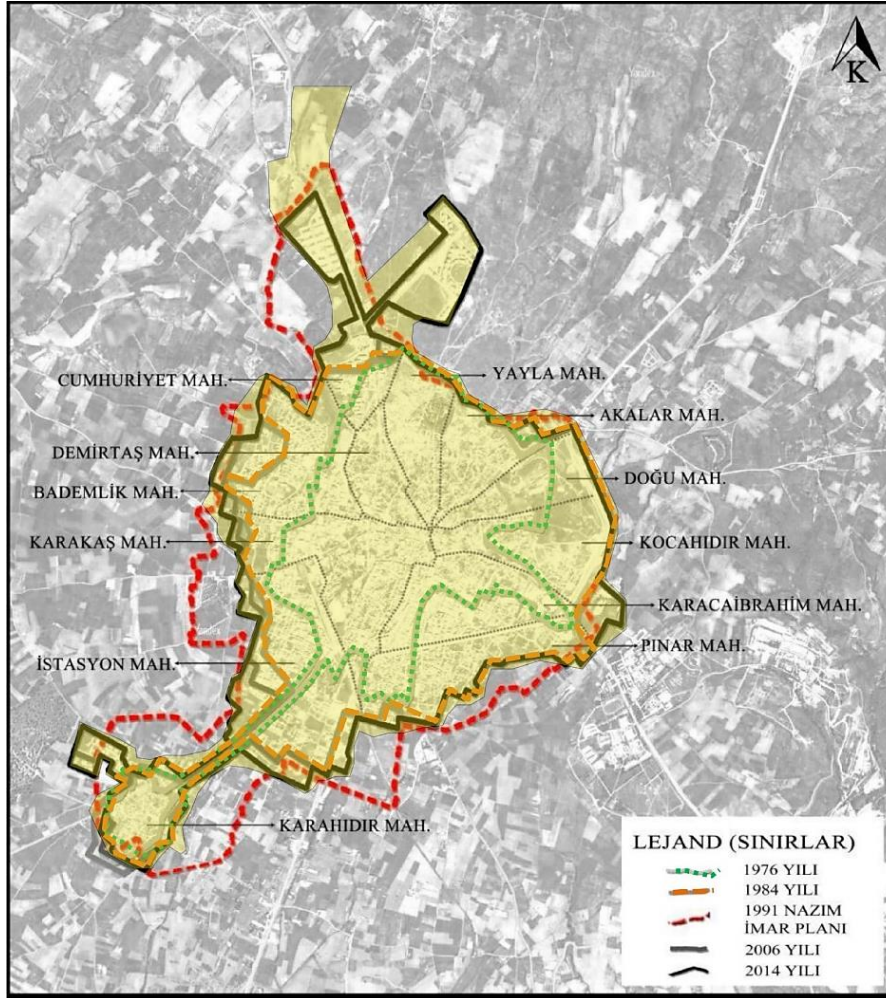 K
CUMHURİYET MAH.
YAYLA MAH.
AKALAR MAH.
DEMİRTAŞ MAH.
DOĞU MAH.
BADEMLİK MAH.
KARAKAŞ MAH.
KOCAHIDIR MAH.
KARACAİBRAHİM MAH.
PINAR MAH.
İSTASYON MAH.
KARAHIDIR MAH.
LEJAND (SINIRLAR)
1976 YILI
1984 YILI
1991 NAZIM
İMAR PLANI
2006 YILI
2014 YILI